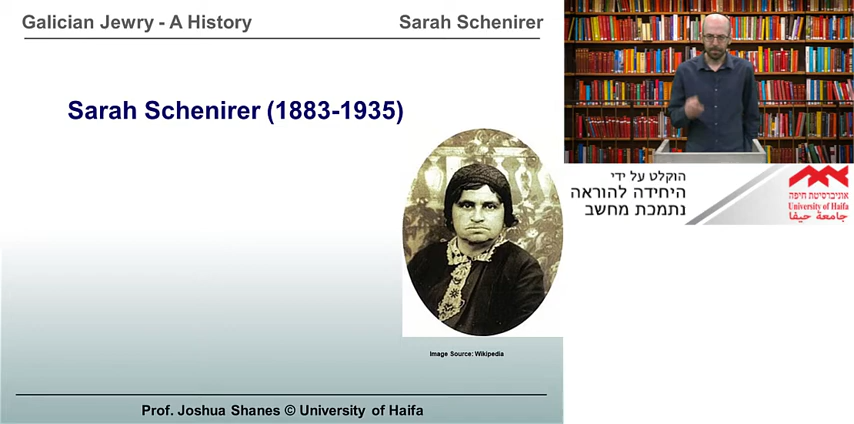 Galician Jewry - A History
Sarah Schenirer
Sarah Schenirer (1883-1935)
Image Source: Wikipedia
Prof. Joshua Shanes © University of Haifa
הוקלט על ידי
היחידה להוראה
נתמכת מחשב
אוניברסיטת חיפה
University of Haifa
جامعة حيفا